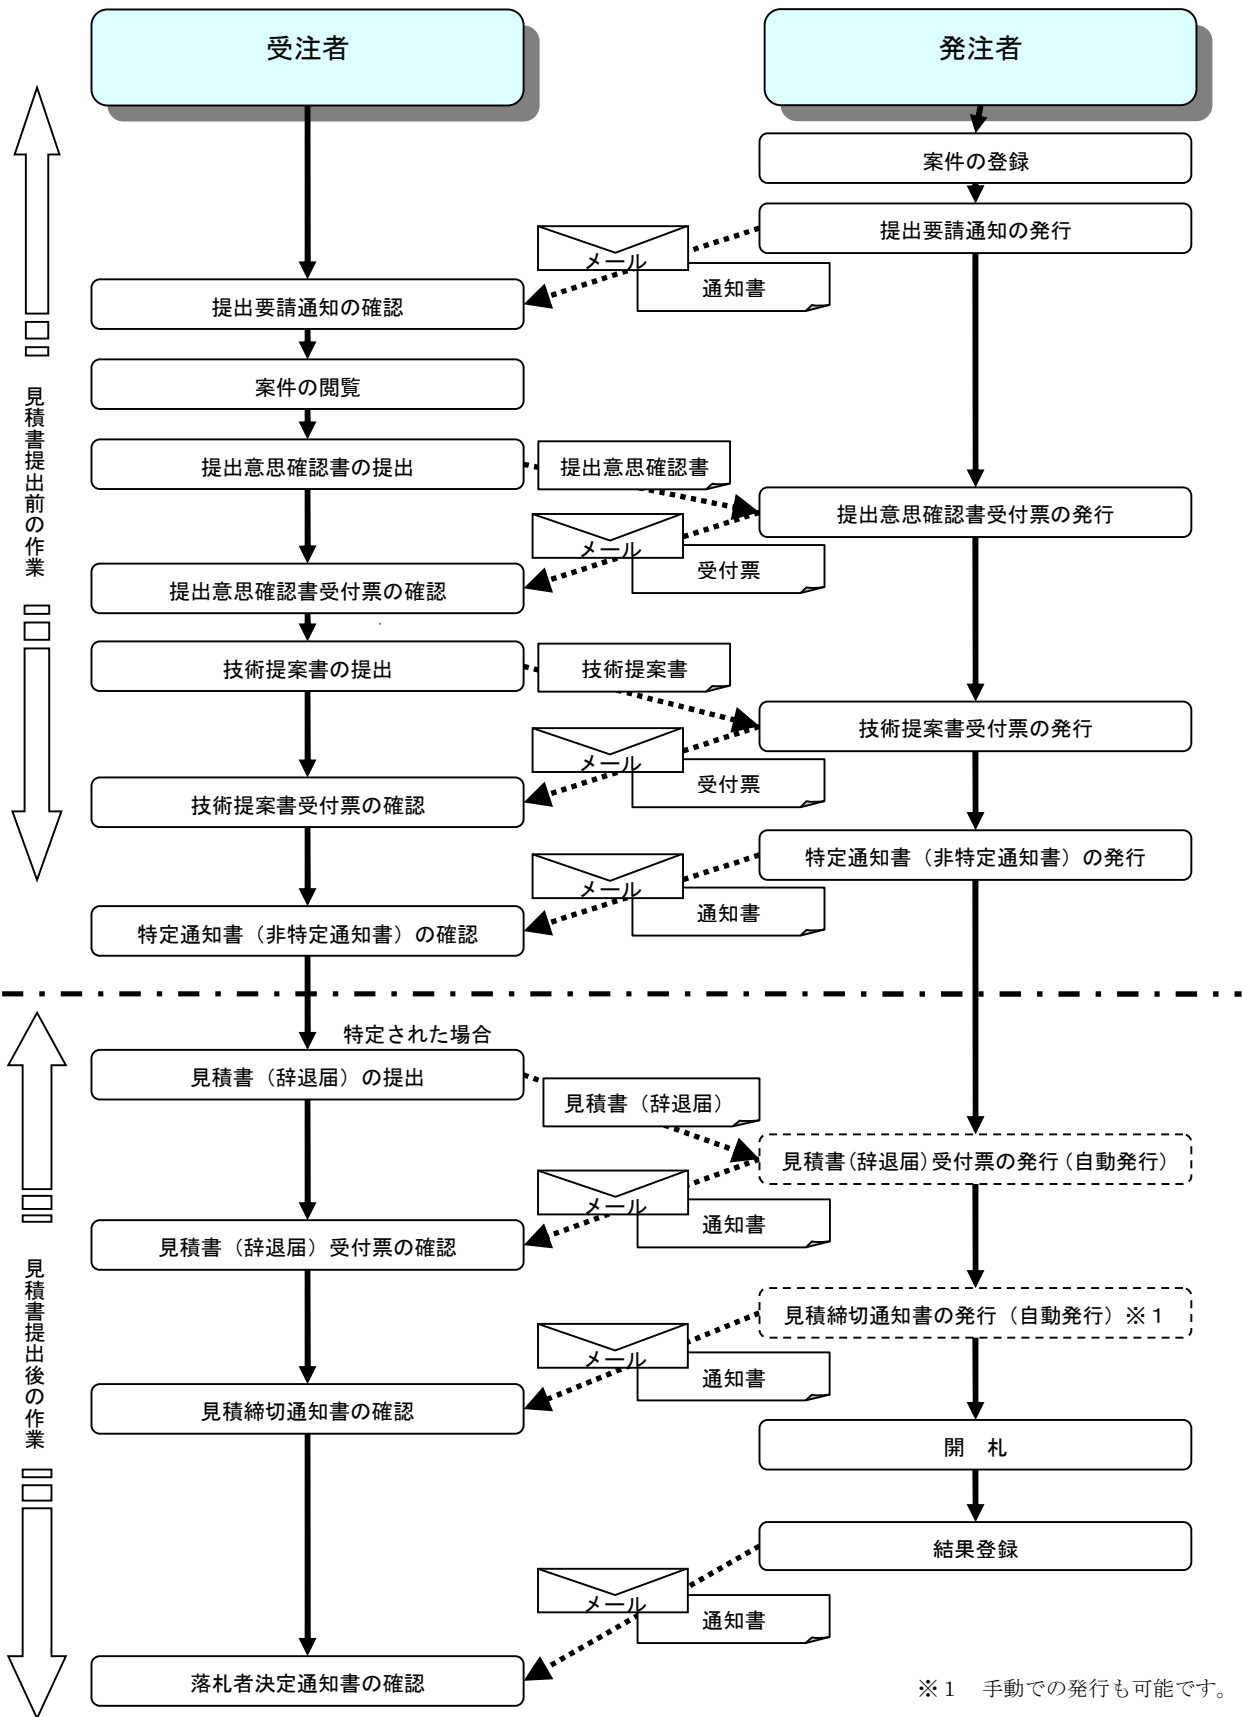 受注者
発注者
案件の登録
提出要請通知の発行
メール
通知書
提出要請通知の確認
案件の閲覧
提出意思確認書の提出
提出意思確認書
提出意思確認書受付票の発行
メール
受付票
提出意思確認書受付票の確認
技術提案書の提出
技術提案書
技術提案書受付票の発行
メール
受付票
技術提案書受付票の確認
特定通知書（非特定通知書）の発行
メール
通知書
特定通知書（非特定通知書）の確認
見積書提出前の作業
特定された場合
見積書（辞退届）の提出
見積書（辞退届）
見積書(辞退届)受付票の発行(自動発行)
メール
通知書
見積書（辞退届）受付票の確認
見積締切通知書の発行（自動発行）※１
メール
通知書
見積締切通知書の確認
開　札
結果登録
メール
通知書
落札者決定通知書の確認
見積書提出後の作業
※１　手動での発行も可能です。